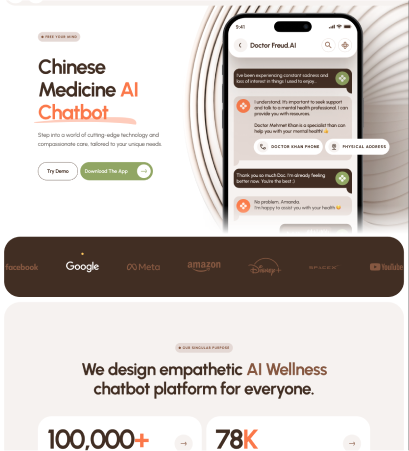 FREE YOUR MIND
Chinese
Medicine AI
Chatbot
Step into a world of cutting-edge technology and
compassionate care, tailored to your unique needs.
Try Demo
Download The App
9:41
Doctor Freud.AI
I've been experiencing constant sadness and
loss of interest in things I used to enjoy..
I understand. It's important to seek support
and talk to a mental health professional. I can
provide you with resources.
Doctor Mehmet Khan is a specialist than can
help you with your mental health! 👍
DOCTOR KHAN PHONE
PHYSICAL ADDRESS
Thank you so much Doc. I'm already feeling
better now. You're the best :)
No problem, Amanda.
I'm happy to assist you with your health 😊
facebook
Google
Meta
amazon
Disney+
SPACEX
YouTube
OUR SINGULAR PURPOSE
We design empathetic AI Wellness
chatbot platform for everyone.
100,000+
78K